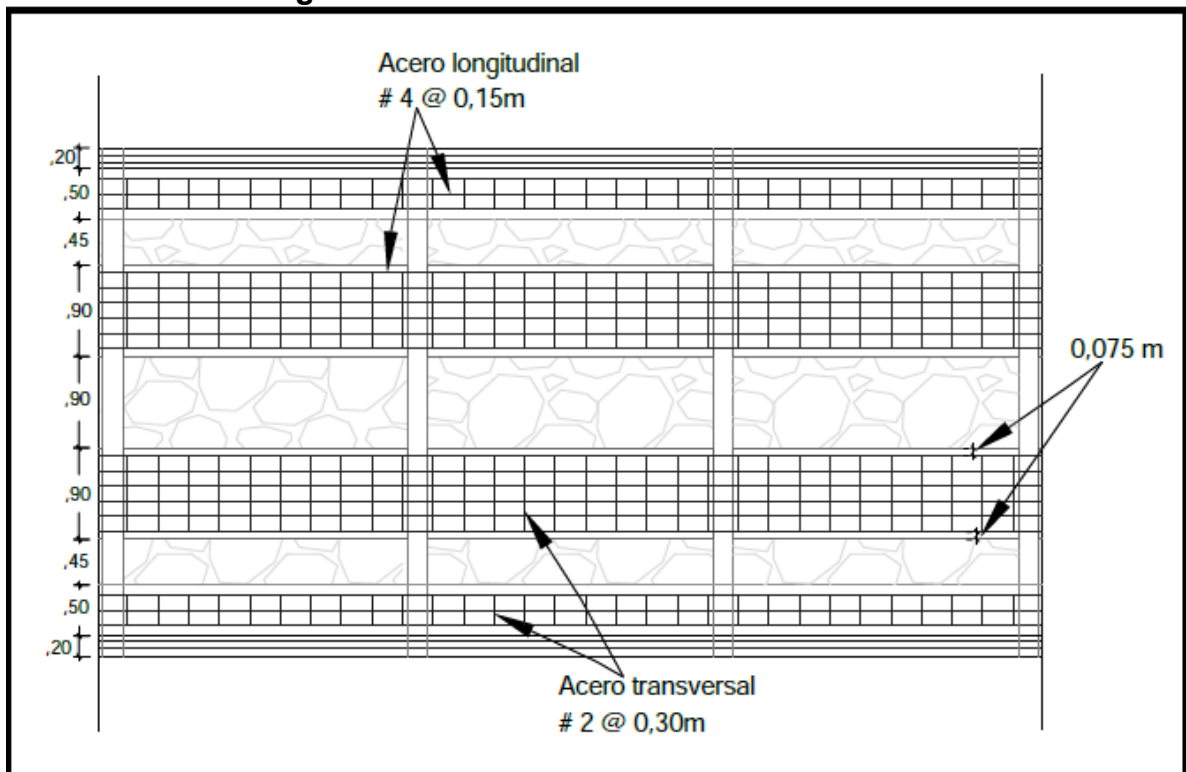 Acero longitudinal
# 4 @ 0,15m
,20
,50
,45
,90
0,075 m
,90
,90
,45
,50
,20
Acero transversal
# 2 @ 0,30m